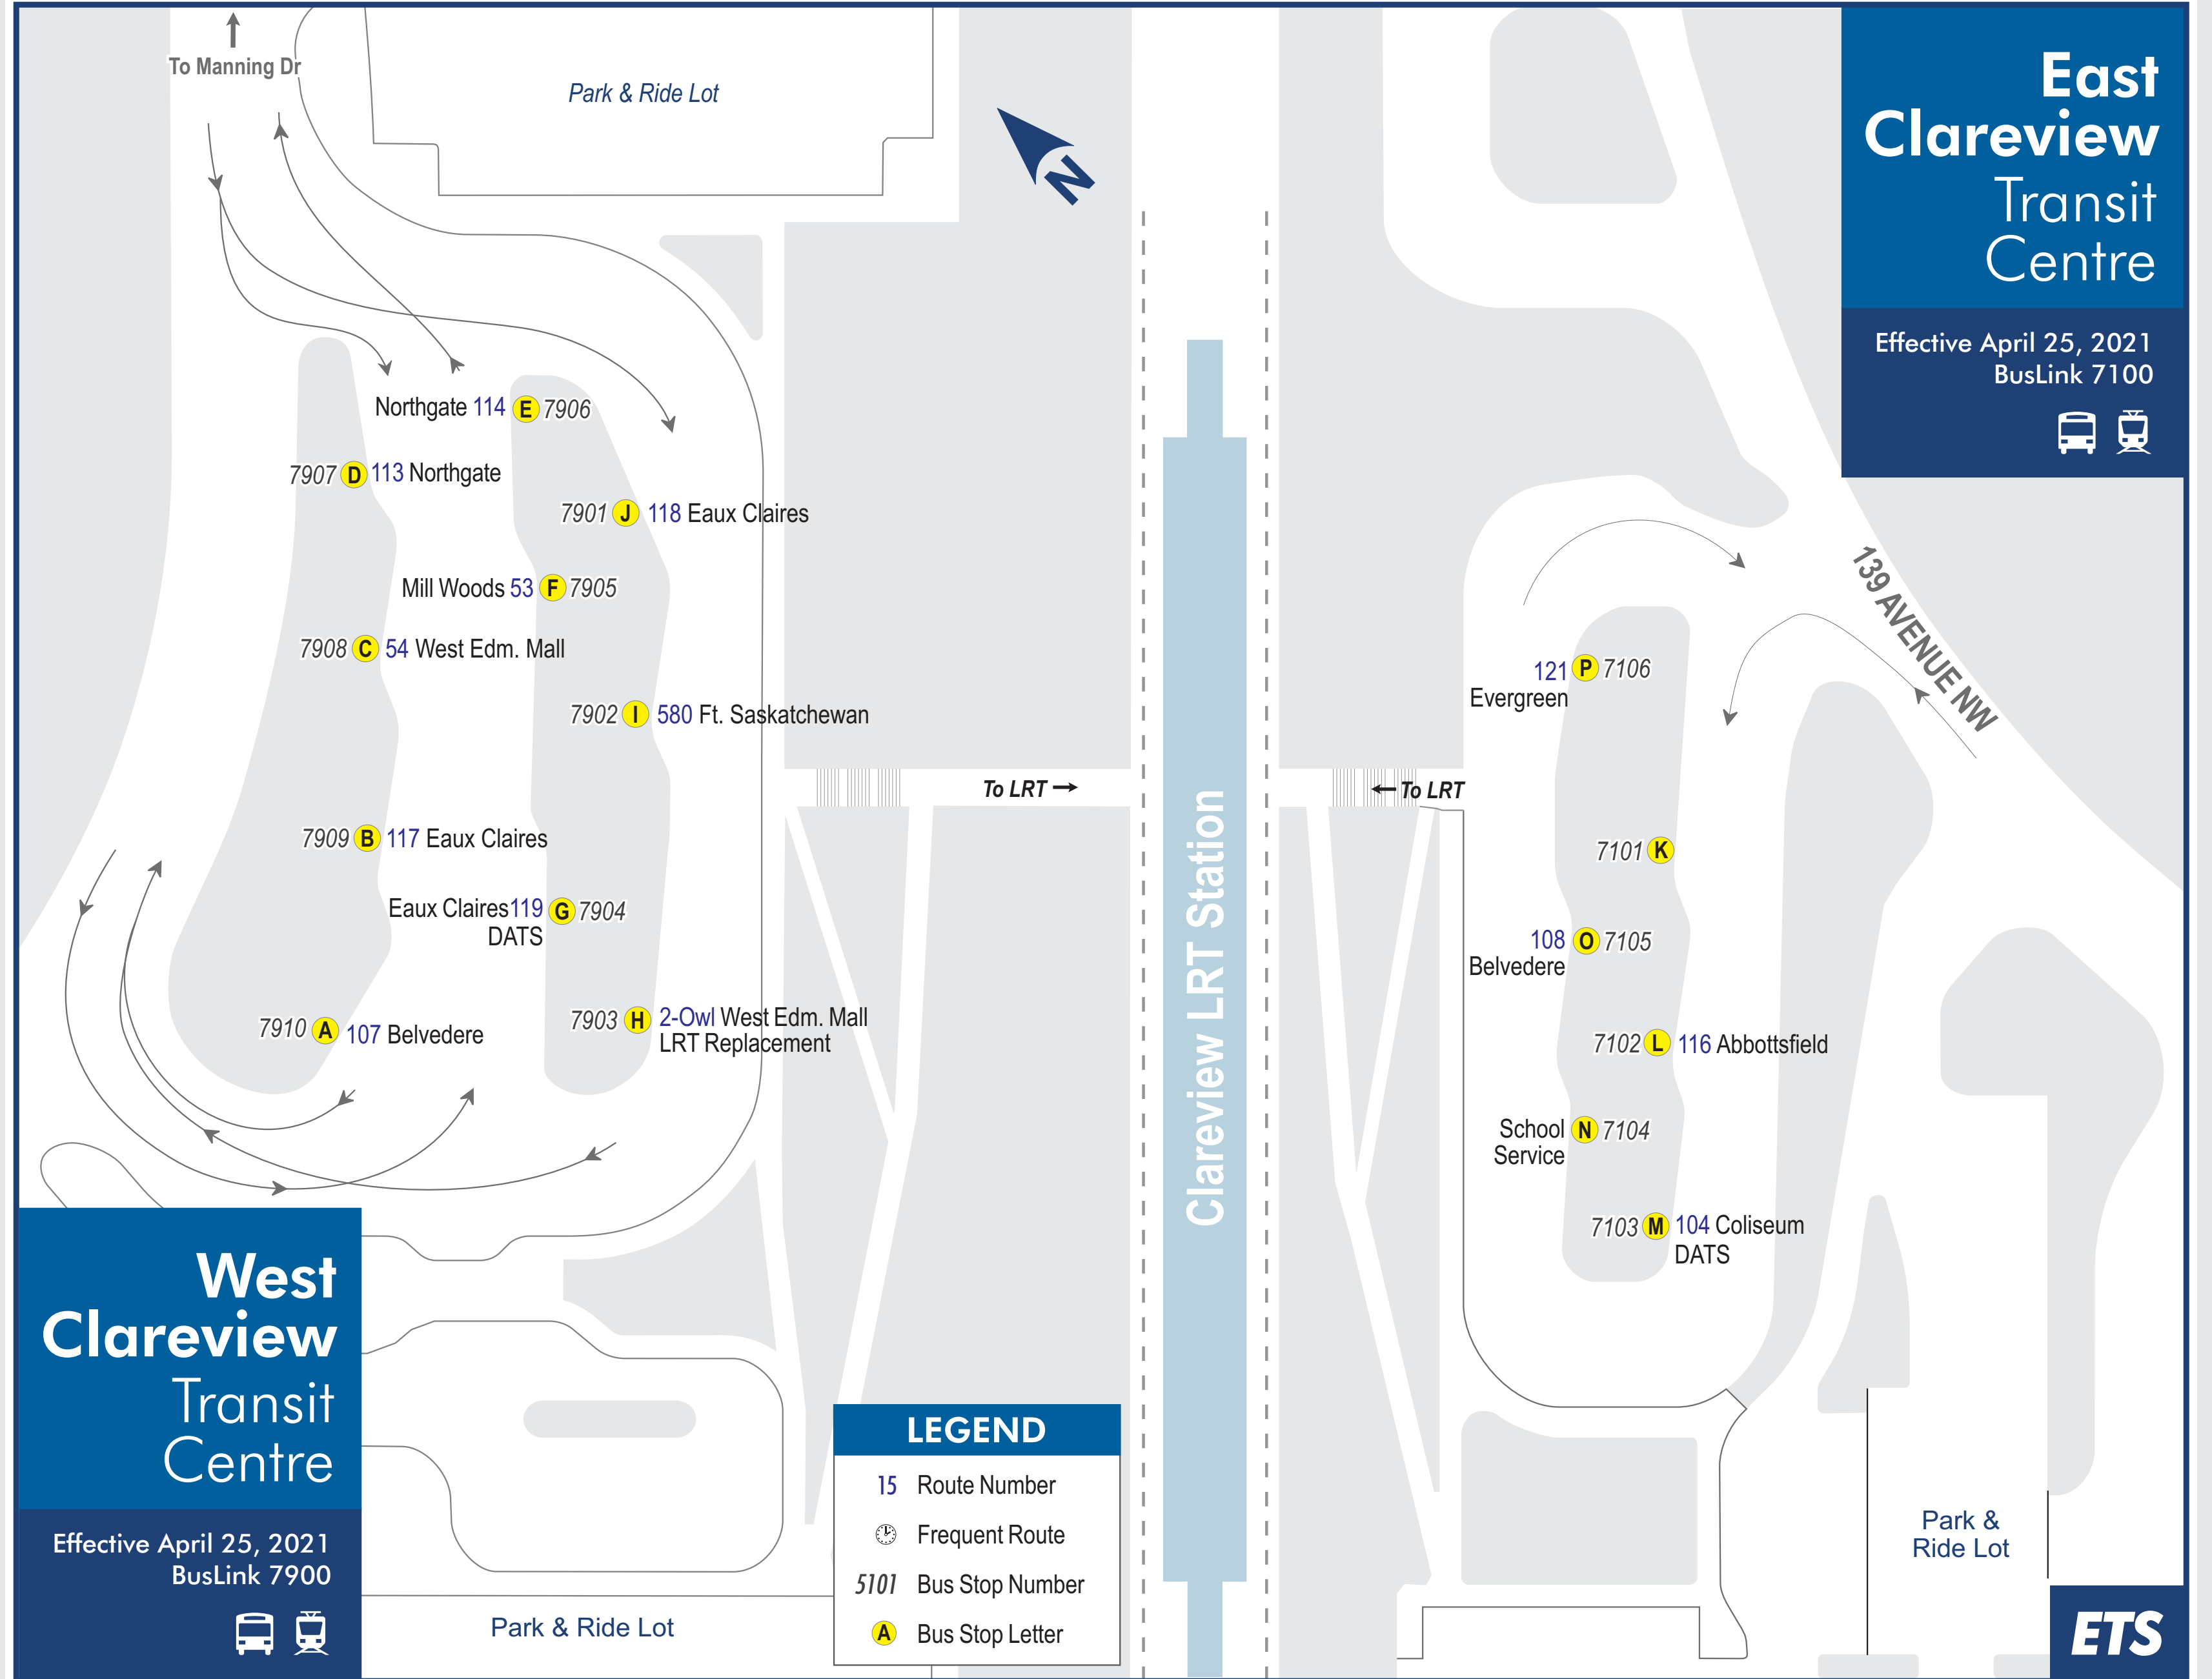 To Manning Dr
Park & Ride Lot
N
East
Clareview
Transit
Centre
Effective April 25, 2021
BusLink 7100
Northgate 114 E 7906
7907 D 113 Northgate
7901 J 118 Eaux Claires
Mill Woods 53 F 7905
7908 C 54 West Edm. Mall
7902 I 580 Ft. Saskatchewan
7909 B 117 Eaux Claires
Eaux Claires 119 G 7904
DATS
7910 A 107 Belvedere
7903 H 2-Owl West Edm. Mall
LRT Replacement
To LRT
To LRT
Clareview LRT Station
139 AVENUE NW
121 P 7106
Evergreen
7101 K
108 O 7105
Belvedere
7102 L 116 Abbottsfield
School N 7104
Service
7103 M 104 Coliseum
DATS
West
Clareview
Transit
Centre
Effective April 25, 2021
BusLink 7900
Park & Ride Lot
LEGEND
15 Route Number
Frequent Route
5101 Bus Stop Number
A Bus Stop Letter
Park &
Ride Lot
ETS